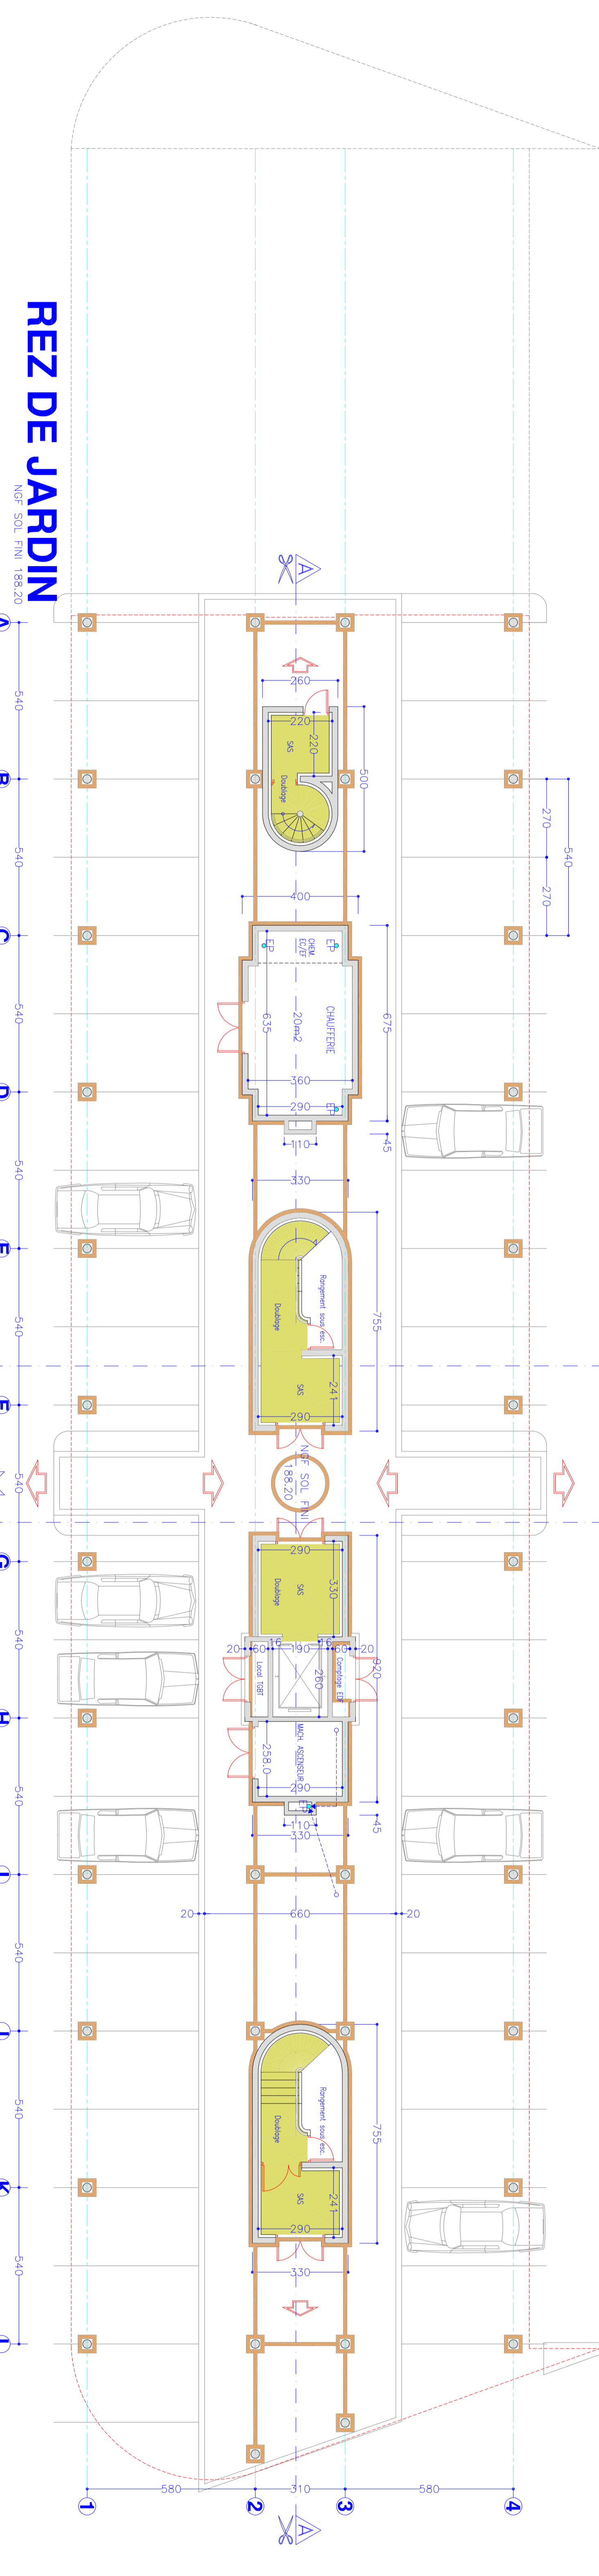 REZ DE JARDIN
NGF SOL FINI 188.20
A
260
220
220
500
SAS
Doublage
540
270
270
400
EP
CHEM.
EC/EF
EP
CHAUFFERIE
20m2
635
675
360
290
EP
110
45
330
755
Rangement sous/esc.
Doublage
SAS
241
290
NGF SOL FINI
188.20
290
330
SAS
Doublage
920
20
60
16
190
16
60
20
Local TGBT
260
Comptage EDF
MACH. ASCENSEUR
258.0
290
EP
110
45
330
20
660
20
755
Rangement sous/esc.
Doublage
SAS
241
290
330
A
540
B
540
C
540
D
540
E
540
F
540
G
540
H
540
I
540
J
540
K
540
L
580
310
580
1
2
3
4
A